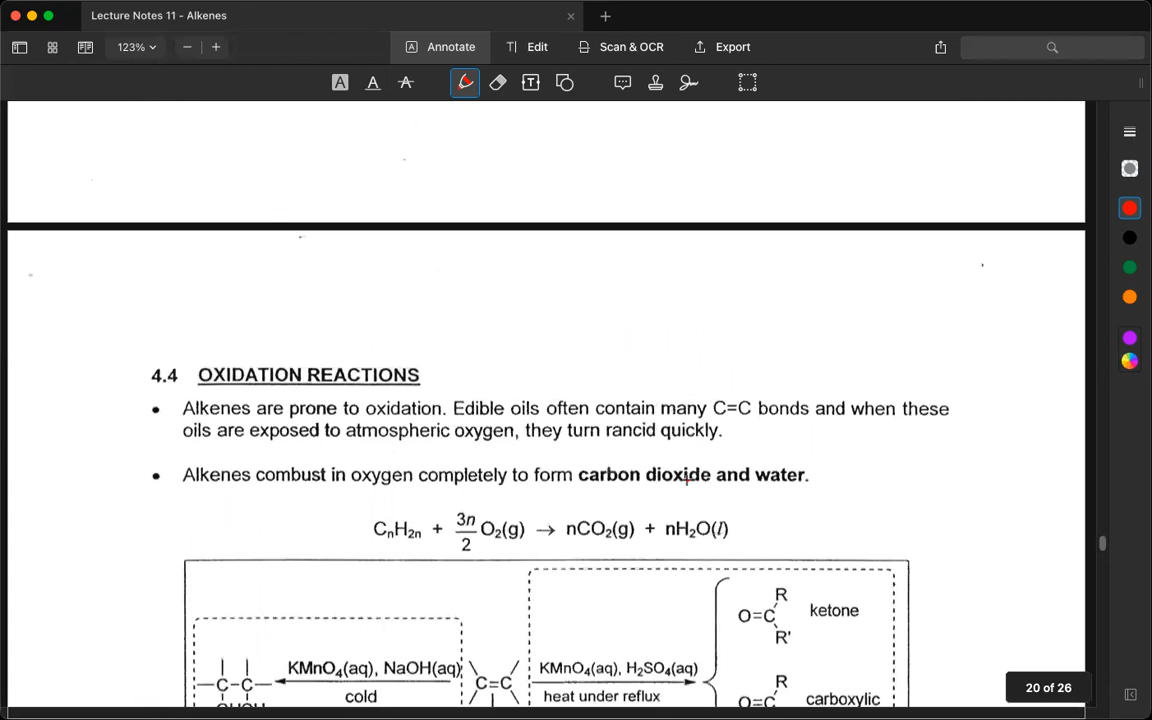 Lecture Notes 11 - Alkenes
123%
Annotate
Edit
Scan & OCR
Export
4.4 OXIDATION REACTIONS
• Alkenes are prone to oxidation. Edible oils often contain many C=C bonds and when these
oils are exposed to atmospheric oxygen, they turn rancid quickly.
• Alkenes combust in oxygen completely to form carbon dioxide and water.
CₙH₂ₙ + 3n/2 O₂(g) → nCO₂(g) + nH₂O(l)
R
O=C ketone
R'
KMnO₄(aq), NaOH(aq)
KMnO₄(aq), H₂SO₄(aq)
R
–C–C–
C=C
cold
heat under reflux
O=C carboxylic
20 of 26